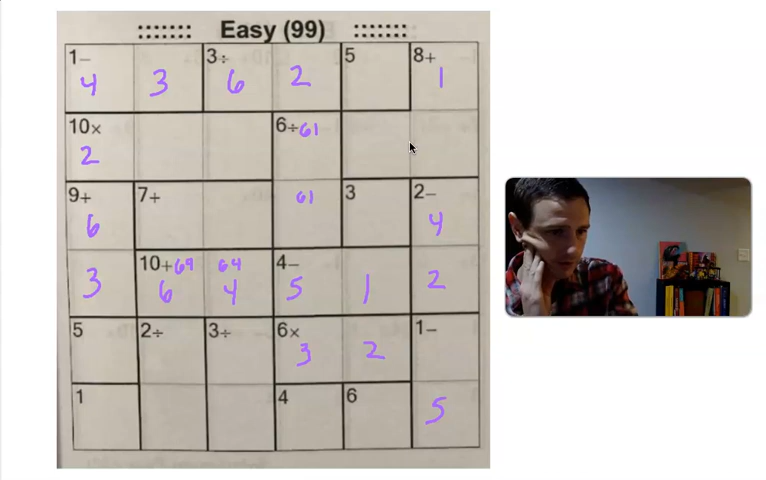 Easy (99)
1− 3÷ 5 8+
4 3 6 2 1
10× 6÷ 61
2
9+ 7+ 61 3 2−
6 4
10+ 69 64 4−
3 6 4 5 1 2
5 2÷ 3÷ 6× 1−
3 2
1 4 6
5